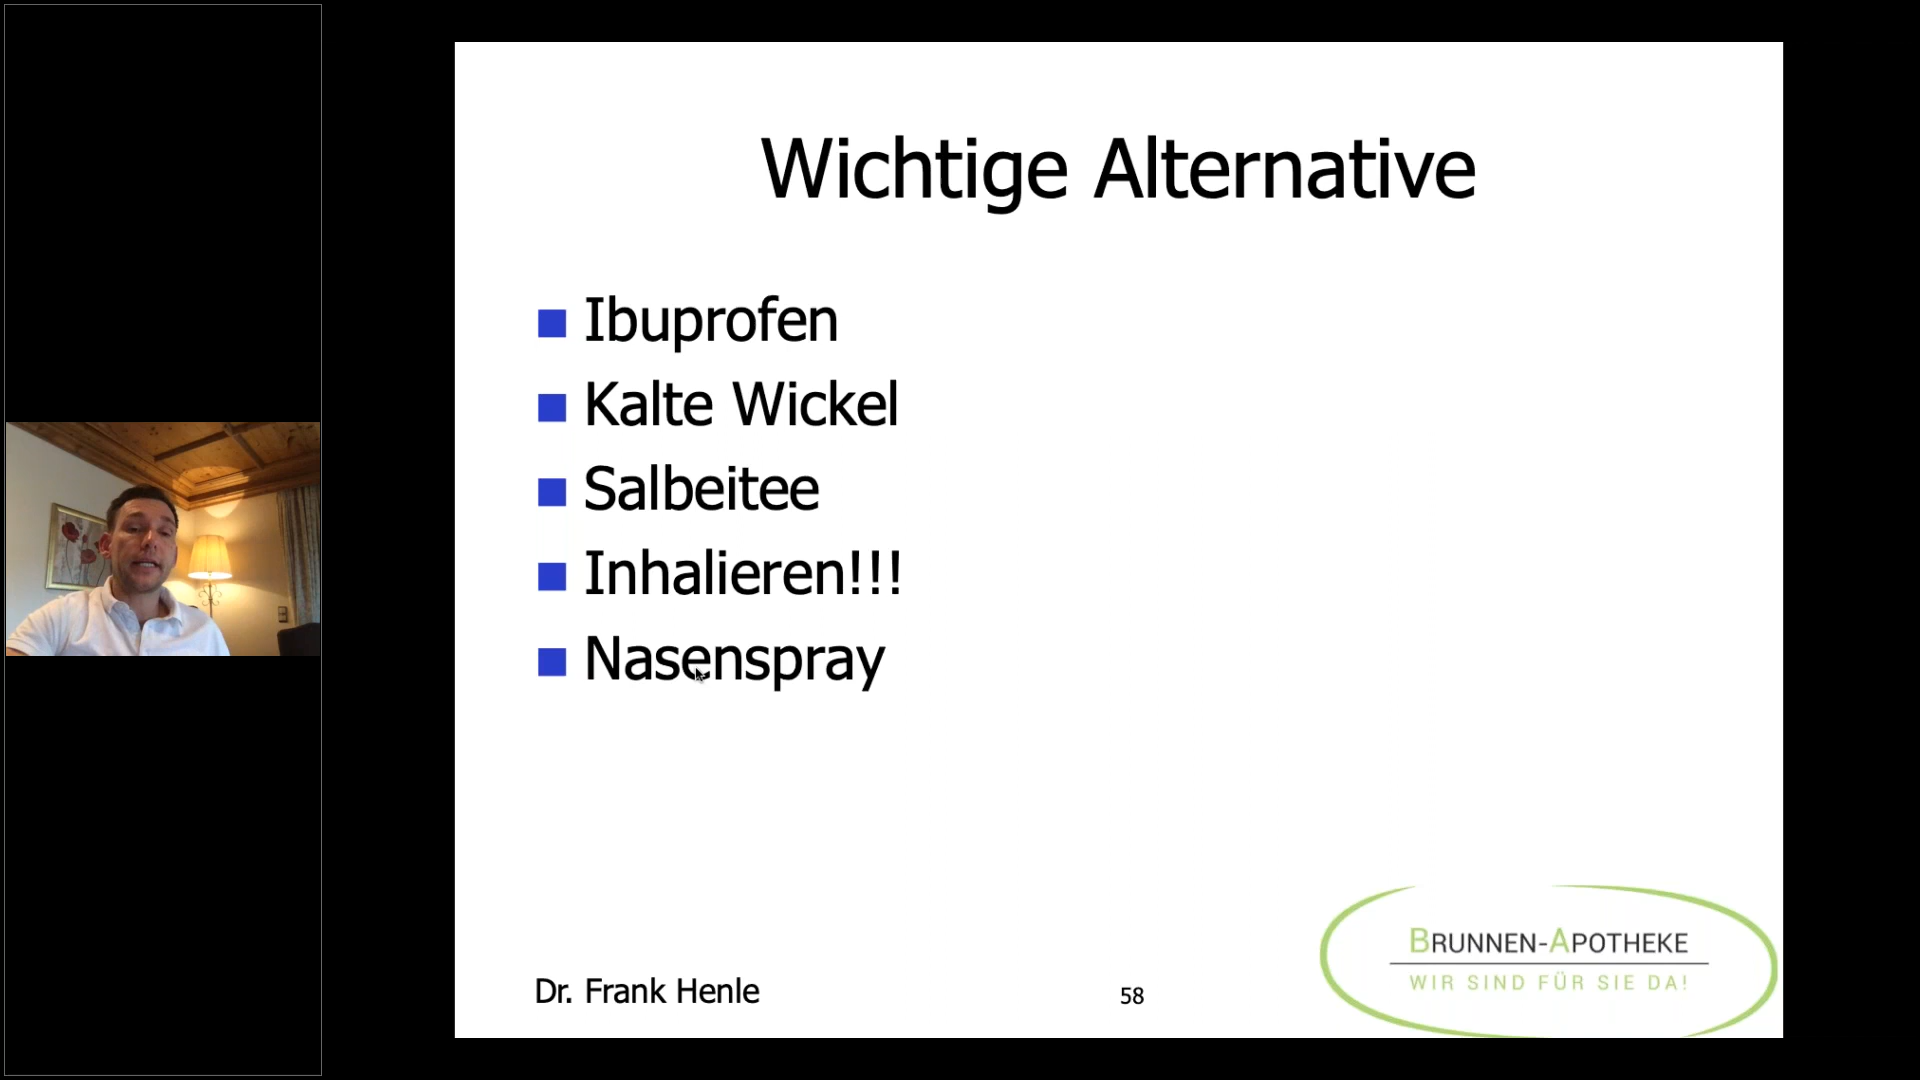 Wichtige Alternative
Ibuprofen
Kalte Wickel
Salbeitee
Inhalieren!!!
Nasenspray
Dr. Frank Henle
58
BRUNNEN-APOTHEKE
WIR SIND FÜR SIE DA!